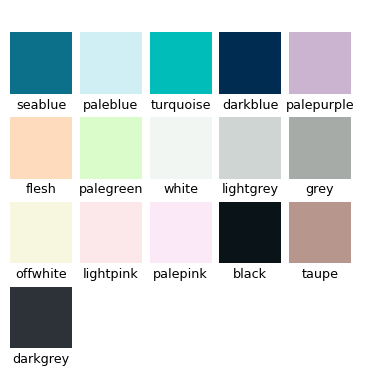 seablue paleblue turquoise darkblue palepurple
flesh palegreen white lightgrey grey
offwhite lightpink palepink black taupe
darkgrey